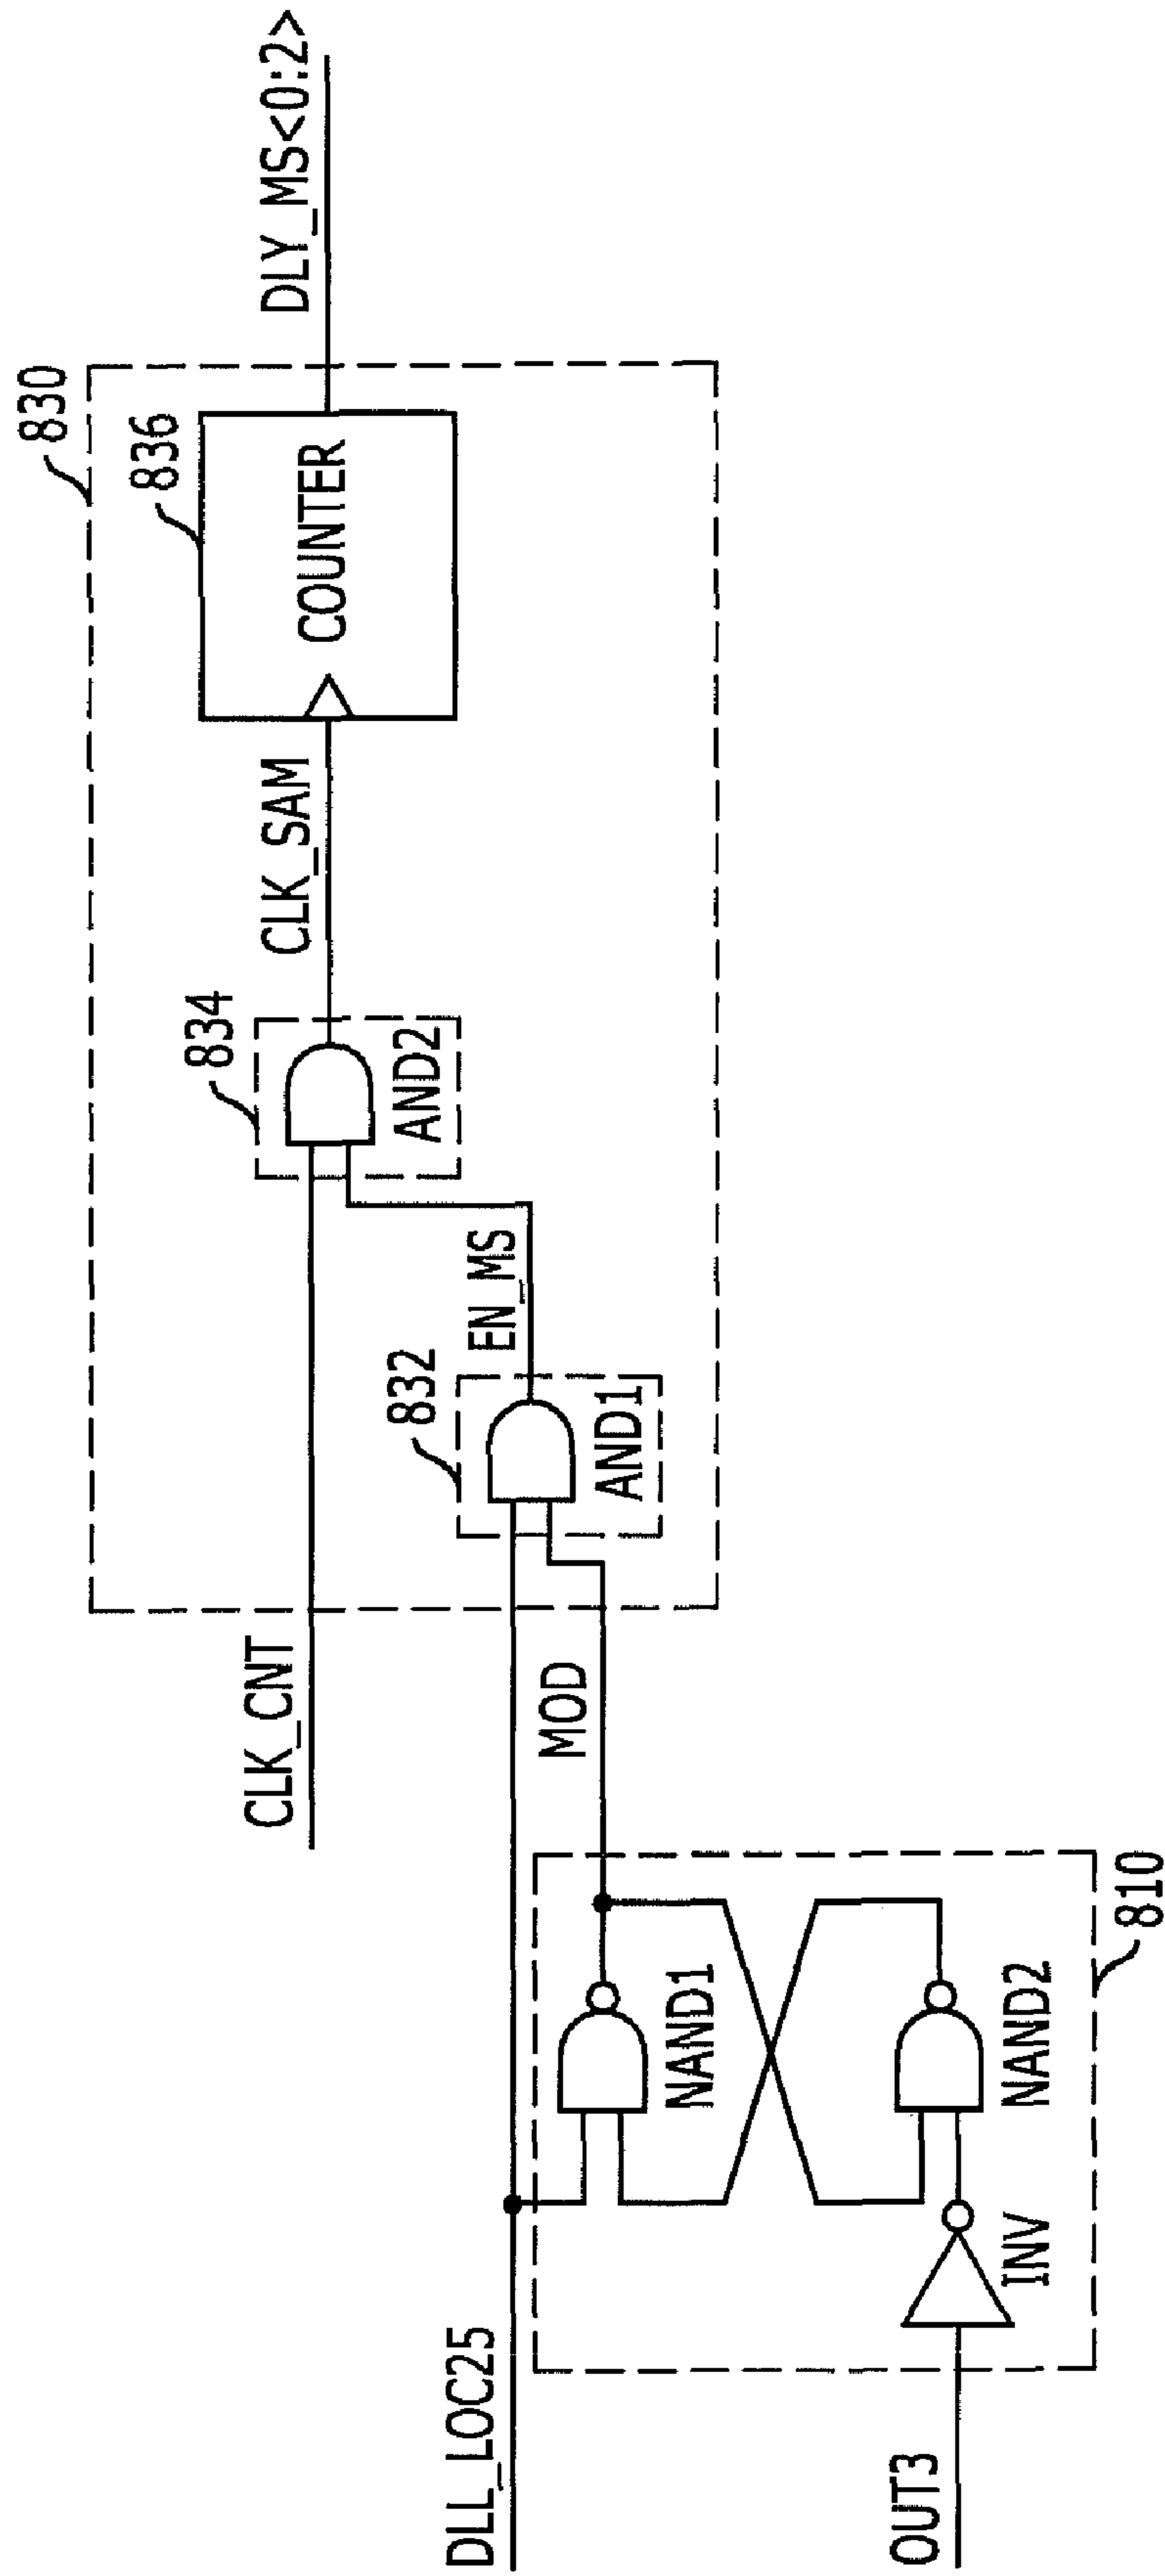 830
836
COUNTER
DLY_MS<0:2>
CLK_SAM
834
AND2
CLK_CNT
EN_MS
832
AND1
MOD
DLL_LOC25
NAND1
NAND2
INV
OUT3
810